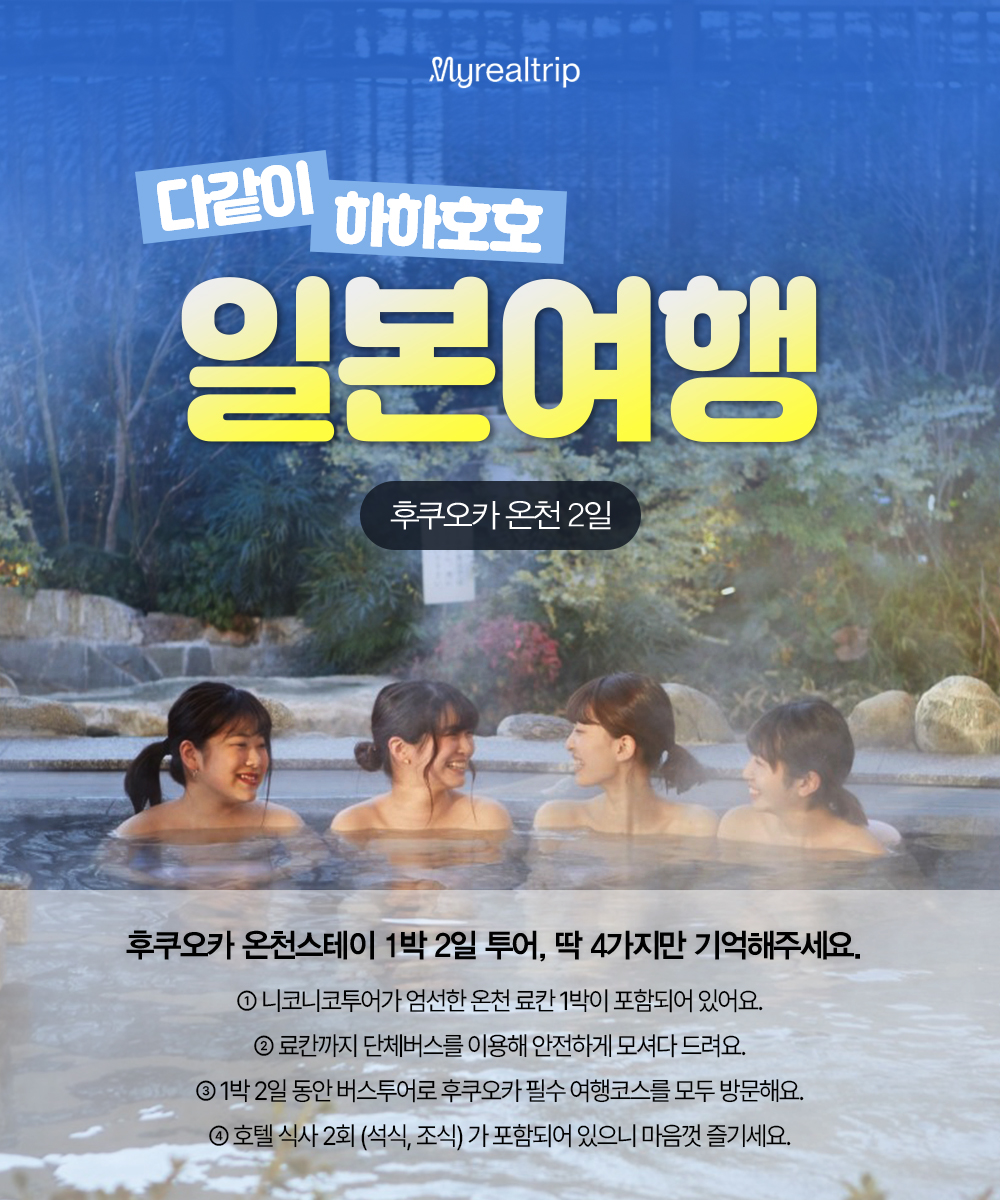 Myrealtrip
다같이 하하호호
일본여행
후쿠오카 온천 2일
후쿠오카 온천스테이 1박 2일 투어, 딱 4가지만 기억해주세요.
① 니코니코투어가 엄선한 온천 료칸 1박이 포함되어 있어요.
② 료칸까지 단체버스를 이용해 안전하게 모셔다 드려요.
③ 1박 2일 동안 버스투어로 후쿠오카 필수 여행코스를 모두 방문해요.
④ 호텔 식사 2회 (석식, 조식) 가 포함되어 있으니 마음껏 즐기세요.